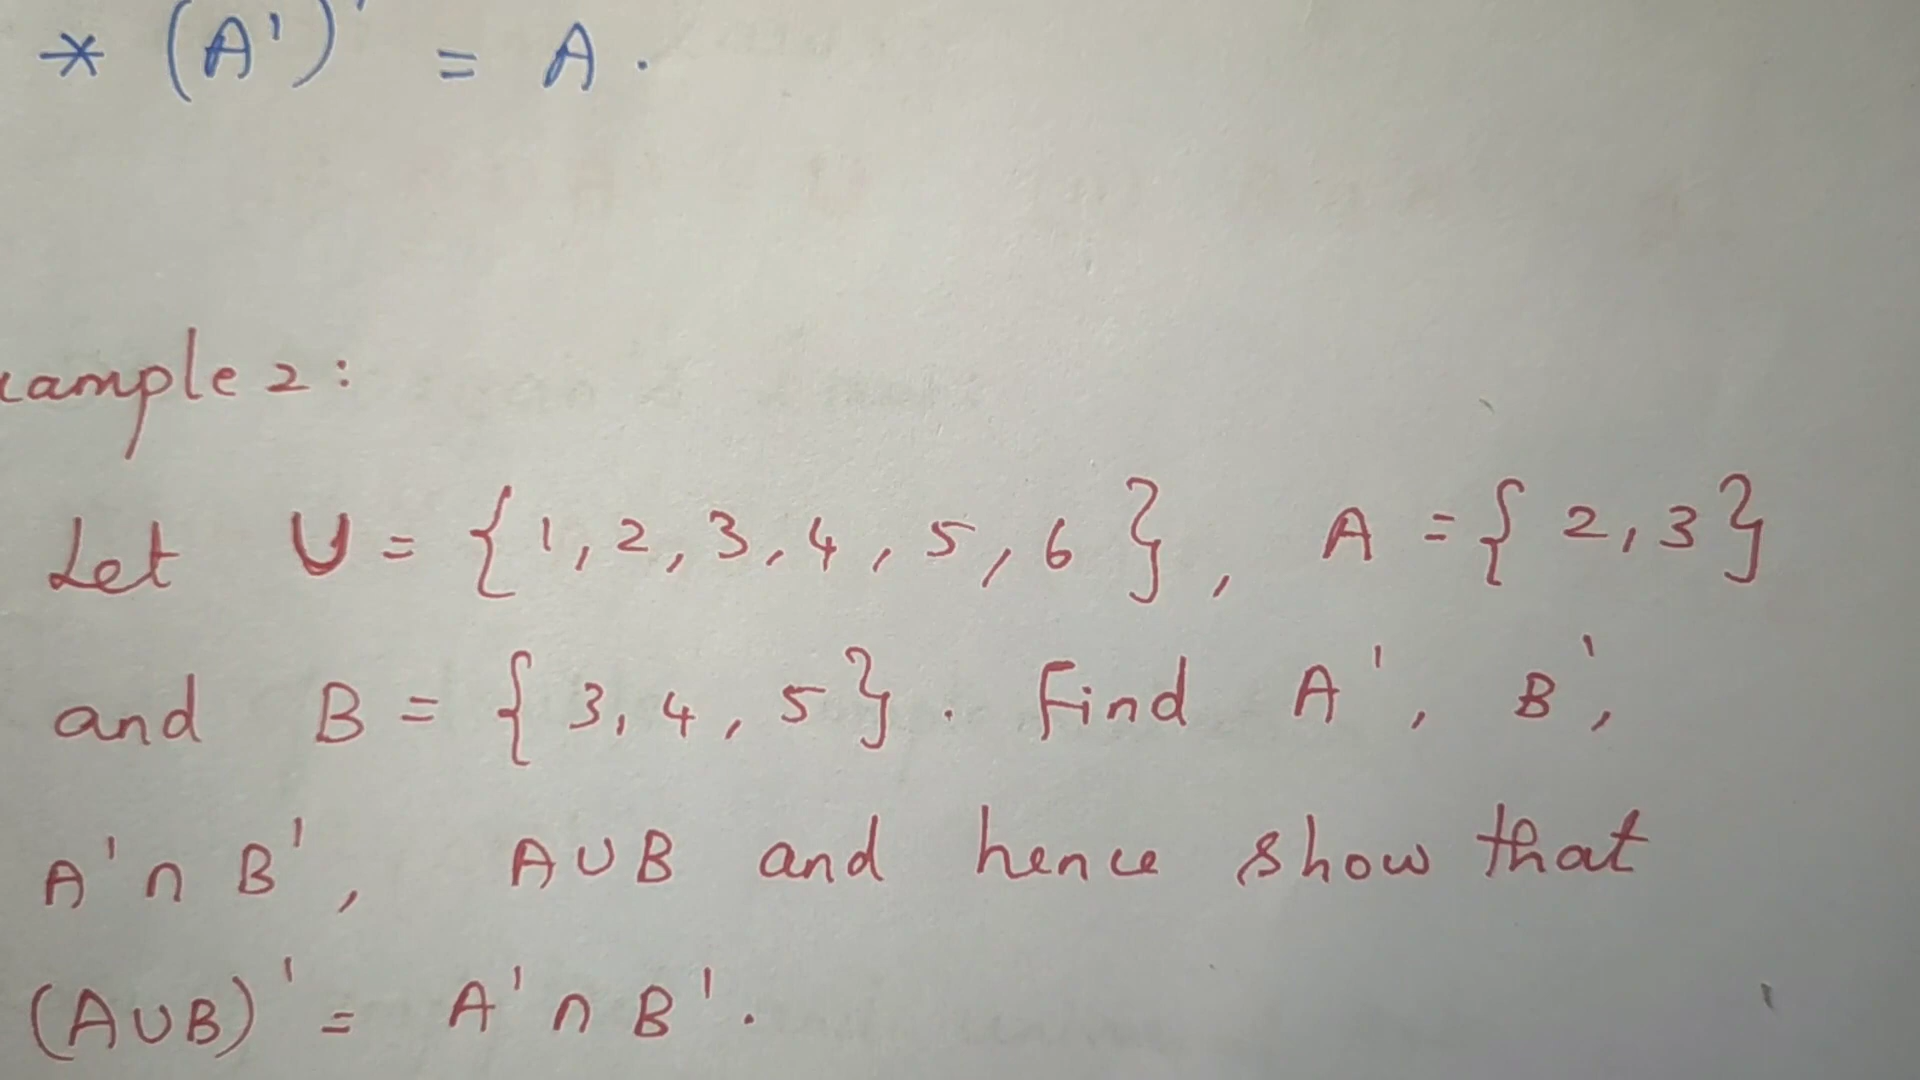 * (A')' = A.
xample 2:
Let U = {1, 2, 3, 4, 5, 6}, A = {2, 3}
and B = {3, 4, 5}. Find A', B',
A' ∩ B', A ∪ B and hence show that
(A ∪ B)' = A' ∩ B'.